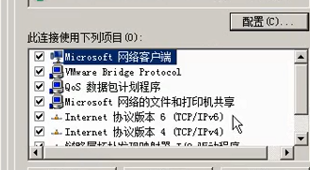 配置(C)...
此连接使用下列项目(O):
Microsoft 网络客户端
VMware Bridge Protocol
QoS 数据包计划程序
Microsoft 网络的文件和打印机共享
Internet 协议版本 6 (TCP/IPv6)
Internet 协议版本 4 (TCP/IPv4)